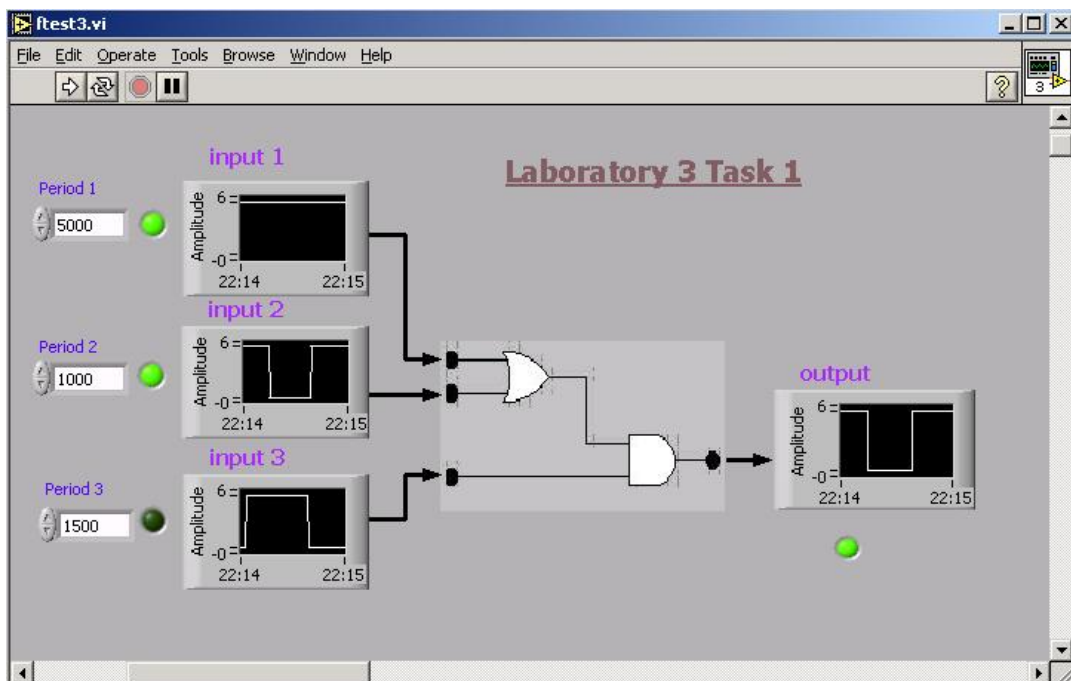 ftest3.vi
File Edit Operate Tools Browse Window Help
3
Laboratory 3 Task 1
input 1
Period 1
5000
Amplitude
6
-0
22:14 22:15
input 2
Period 2
1000
Amplitude
6
-0
22:14 22:15
input 3
Period 3
1500
Amplitude
6
-0
22:14 22:15
output
Amplitude
6
-0
22:14 22:15